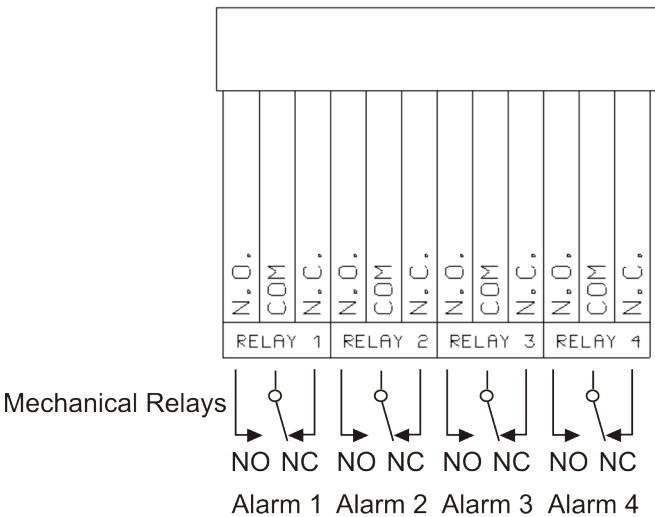 N.O. COM N.C. N.O. COM N.C. N.O. COM N.C. N.O. COM N.C.
RELAY 1 RELAY 2 RELAY 3 RELAY 4
Mechanical Relays
NO NC NO NC NO NC NO NC
Alarm 1 Alarm 2 Alarm 3 Alarm 4